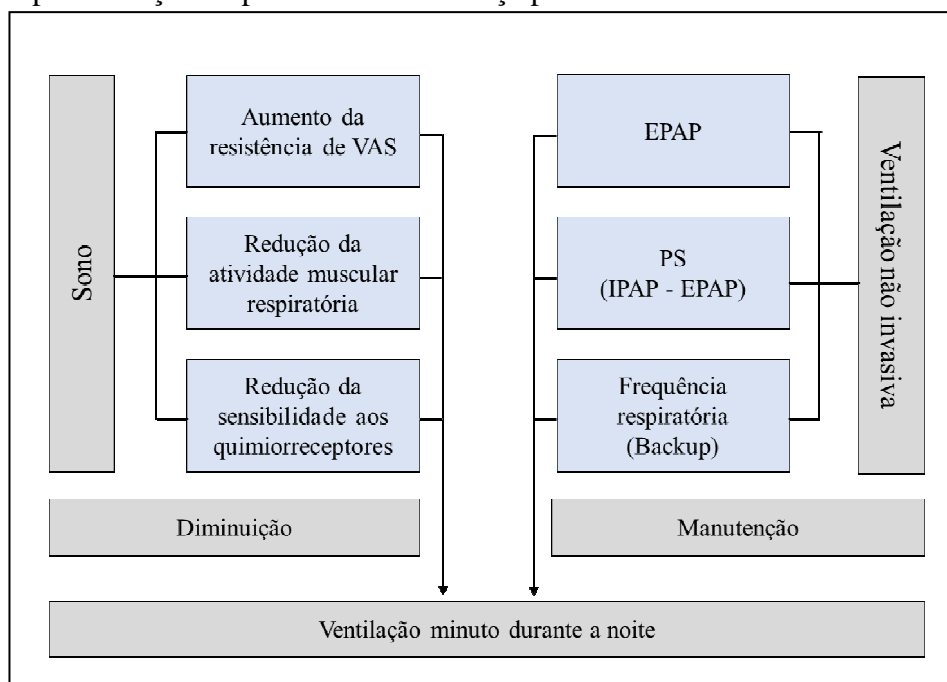 Sono
Aumento da
resistência de VAS
Redução da
atividade muscular
respiratória
Redução da
sensibilidade aos
quimiorreceptores
Diminuição
EPAP
PS
(IPAP - EPAP)
Frequência
respiratória
(Backup)
Ventilação não invasiva
Manutenção
Ventilação minuto durante a noite